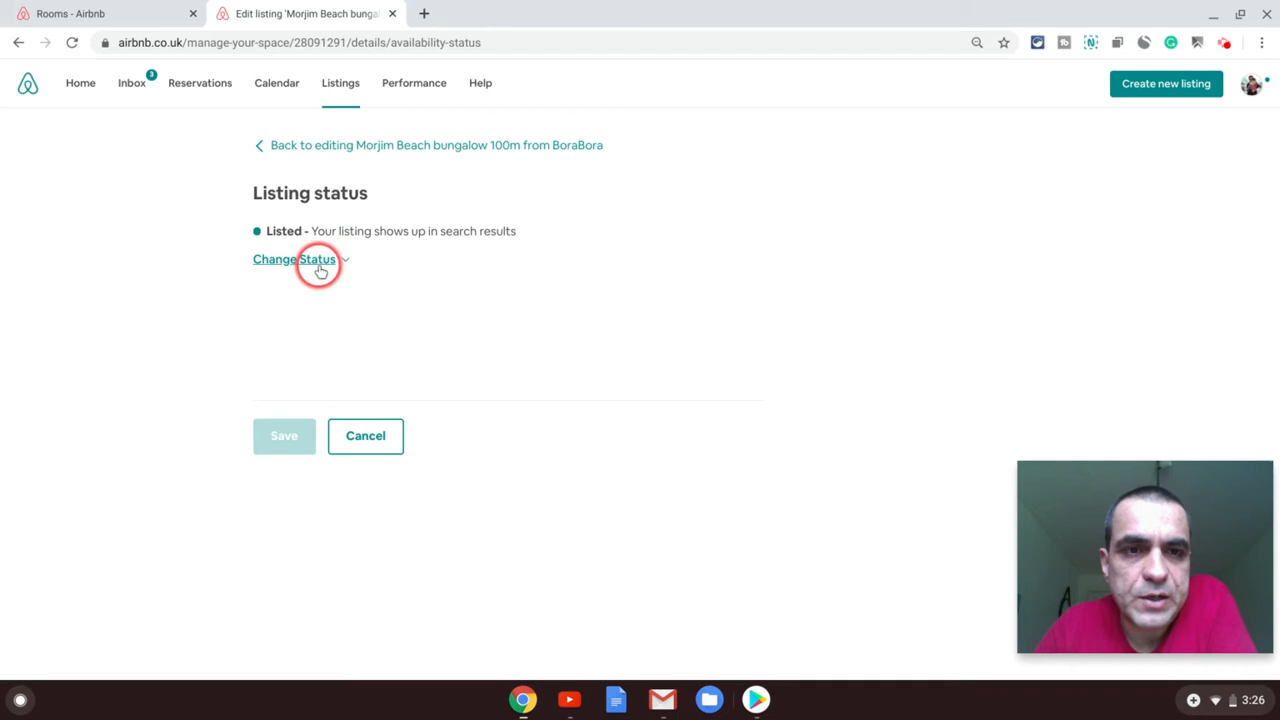 Rooms - Airbnb
Edit listing 'Morjim Beach bunga
airbnb.co.uk/manage-your-space/28091291/details/availability-status
Home
Inbox
3
Reservations
Calendar
Listings
Performance
Help
Create new listing
Back to editing Morjim Beach bungalow 100m from BoraBora
Listing status
Listed - Your listing shows up in search results
Change Status
Save
Cancel
3:26